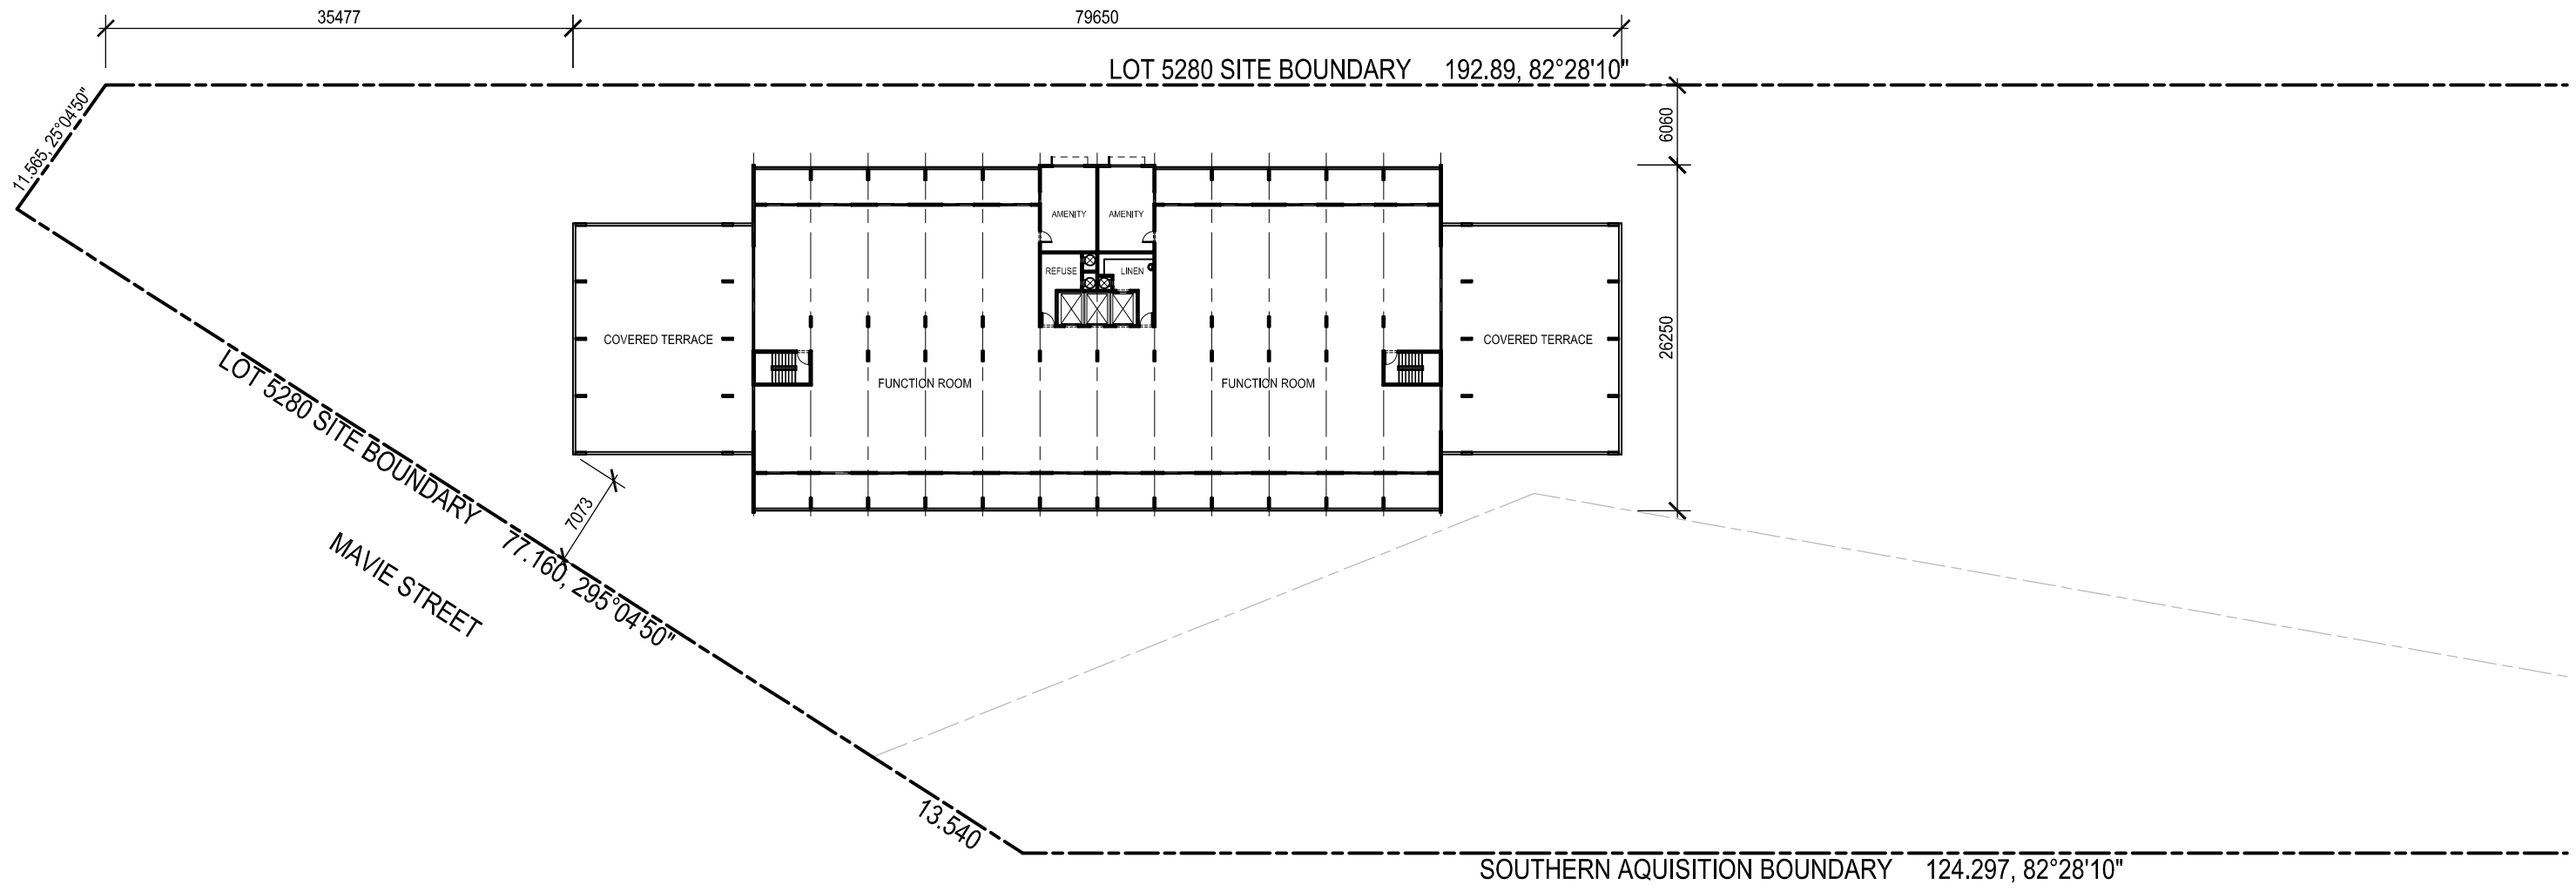 35477
79650
LOT 5280 SITE BOUNDARY 192.89, 82°28'10"
11.565, 25°04'50"
6060
AMENITY
AMENITY
REFUSE
LINEN
COVERED TERRACE
COVERED TERRACE
26250
FUNCTION ROOM
FUNCTION ROOM
LOT 5280 SITE BOUNDARY 77.160, 295°04'50"
7073
MAVIE STREET
13.540
SOUTHERN AQUISITION BOUNDARY 124.297, 82°28'10"